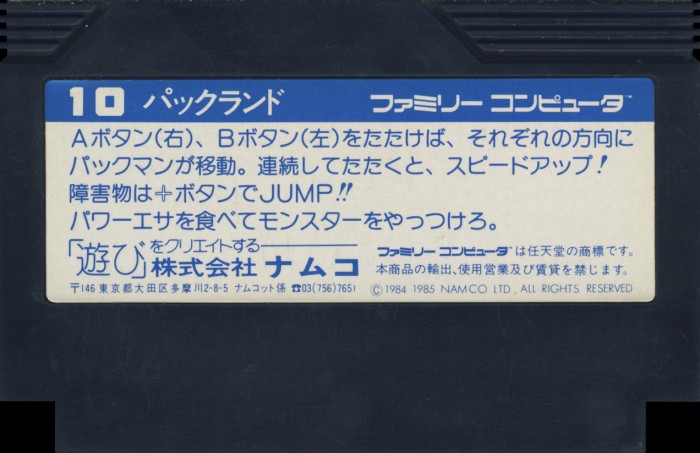 10 パックランド ファミリー コンピュータ™
Aボタン(右)、Bボタン(左)をたたけば、それぞれの方向に
パックマンが移動。連続してたたくと、スピードアップ!
障害物は+ボタンでJUMP!!
パワーエサを食べてモンスターをやっつけろ。
「遊び」をクリエイトする
株式会社 ナムコ
〒146 東京都大田区多摩川2-8-5 ナムコット係 ☎03(756)7651
ファミリー コンピュータ™は任天堂の商標です。
本商品の輸出、使用営業及び賃貸を禁じます。
©1984 1985 NAMCO LTD., ALL RIGHTS RESERVED